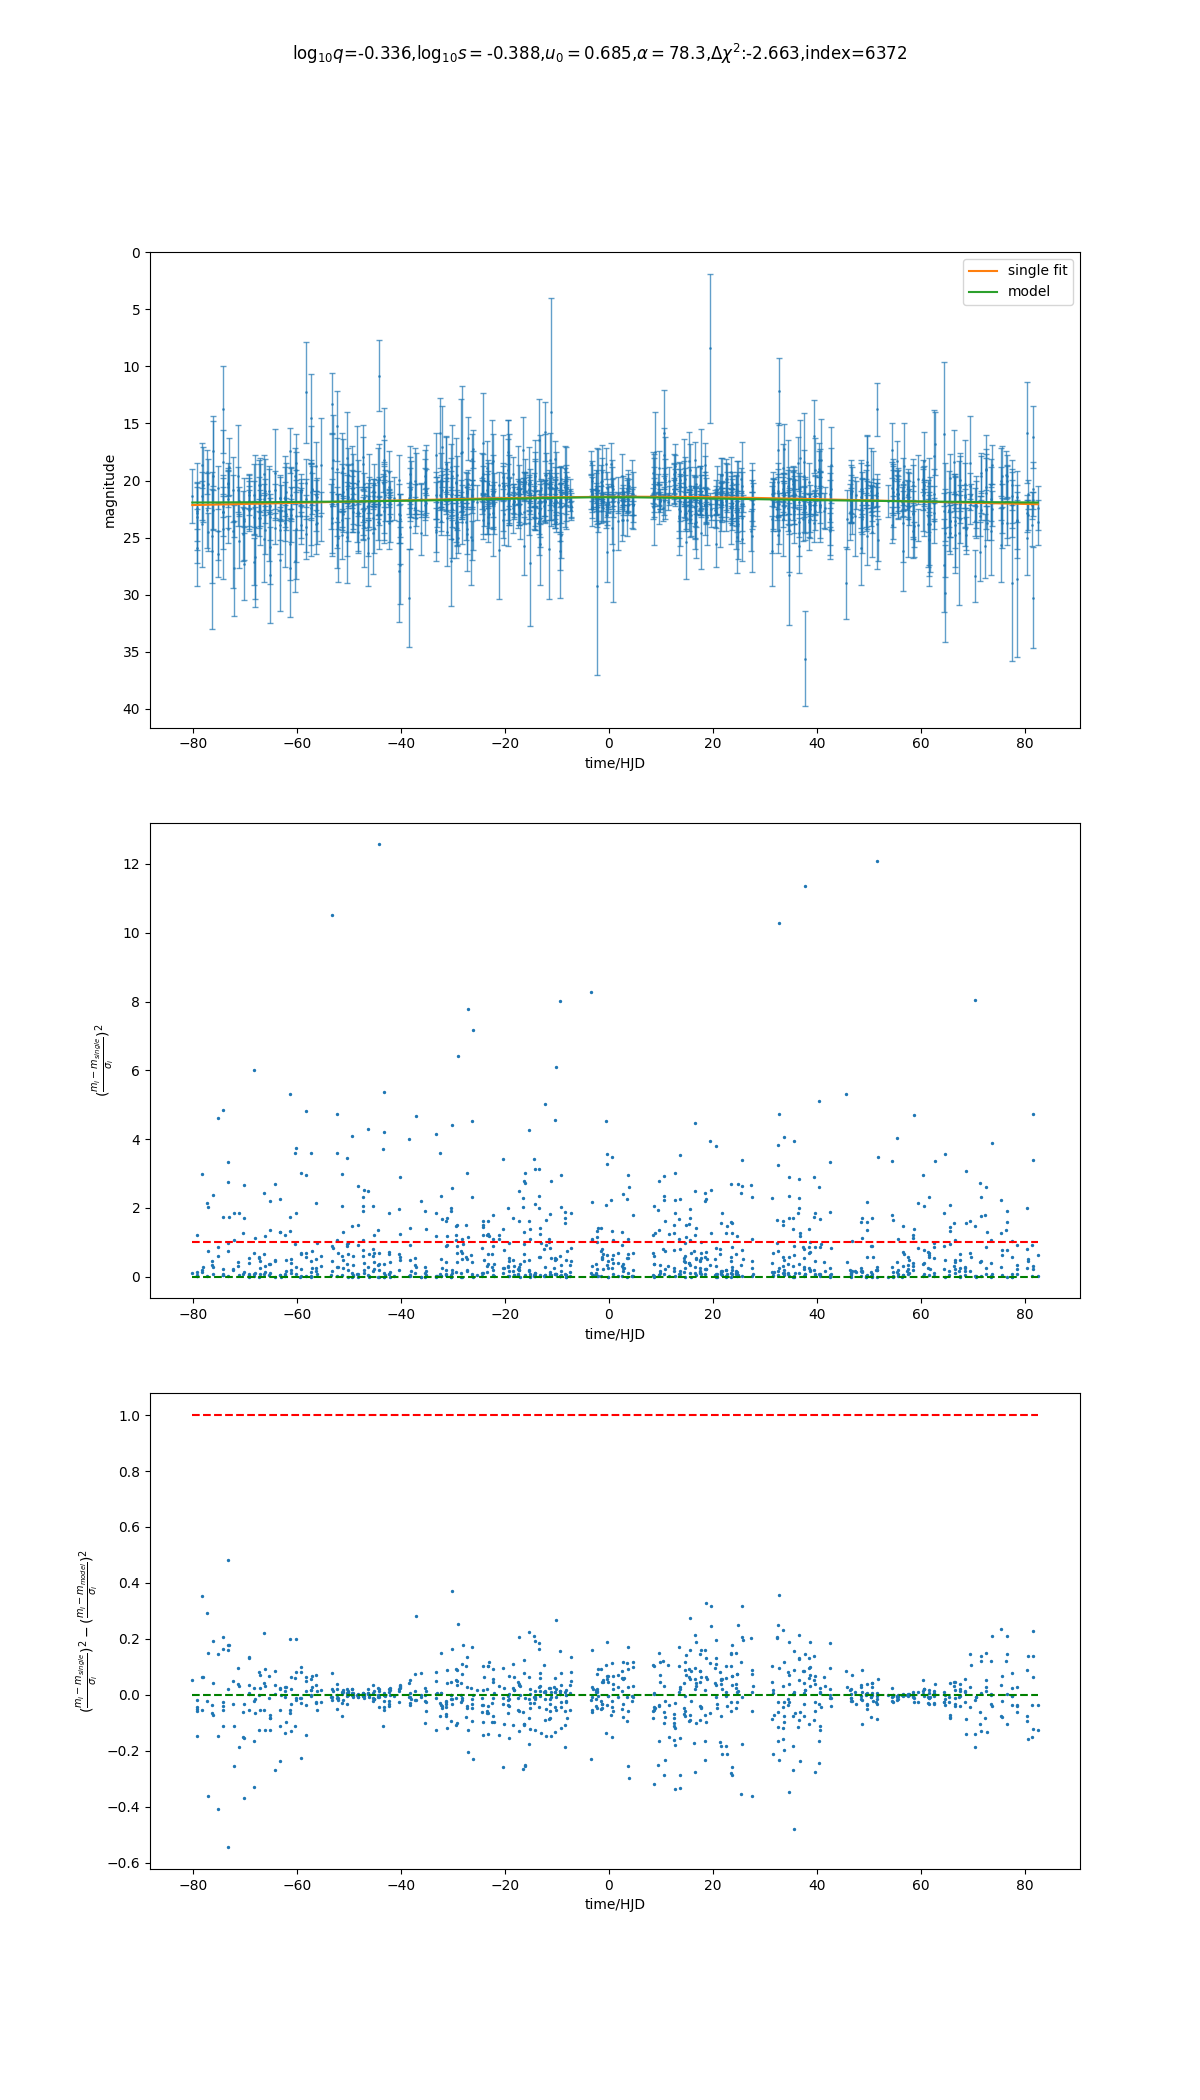 log₁₀q=-0.336,log₁₀s = -0.388,u₀ = 0.685,α = 78.3,Δχ²:-2.663,index=6372
single fit
model
0
5
10
15
20
25
30
35
40
magnitude
−80 −60 −40 −20 0 20 40 60 80
time/HJD
12
10
8
6
4
2
0
((mᵢ − m_single)/σᵢ)²
−80 −60 −40 −20 0 20 40 60 80
time/HJD
1.0
0.8
0.6
0.4
0.2
0.0
−0.2
−0.4
−0.6
((mᵢ − m_single)/σᵢ)² − ((mᵢ − m_model)/σᵢ)²
−80 −60 −40 −20 0 20 40 60 80
time/HJD